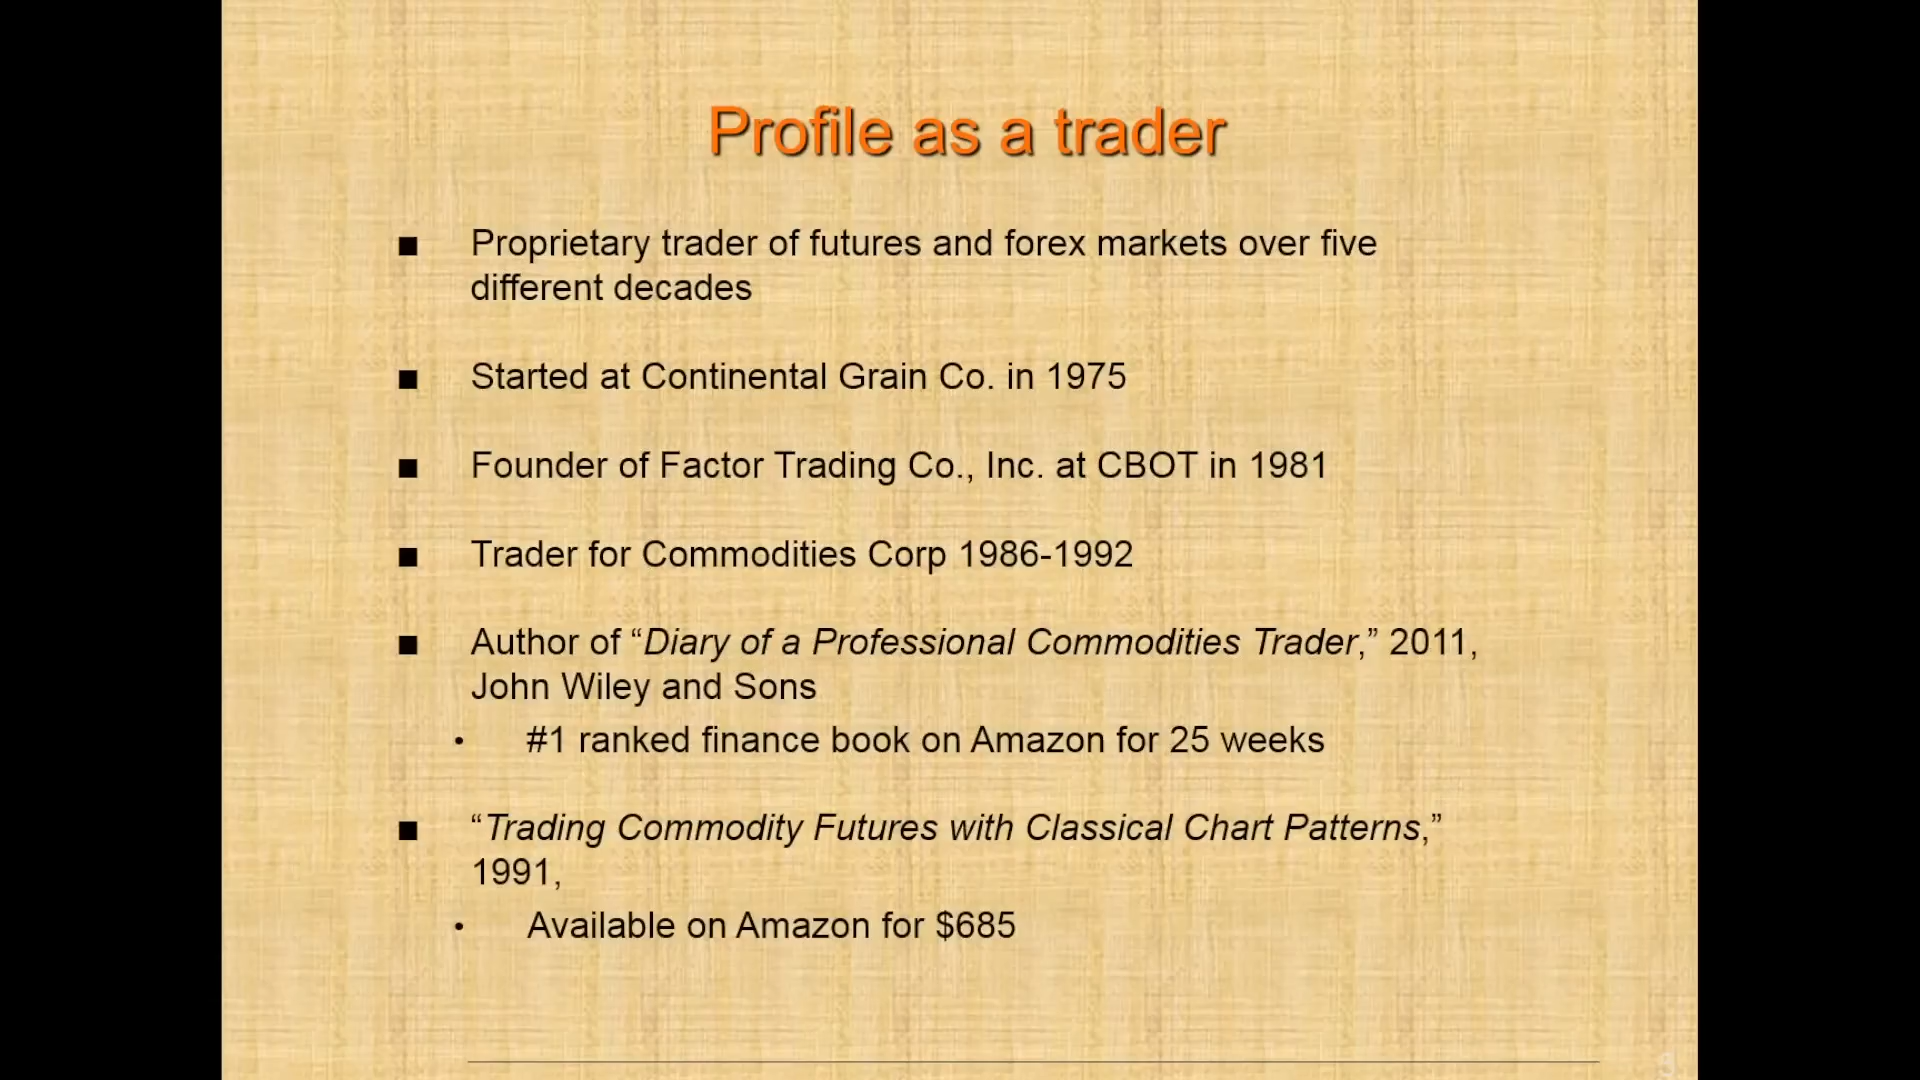 Profile as a trader
■ Proprietary trader of futures and forex markets over five
different decades
■ Started at Continental Grain Co. in 1975
■ Founder of Factor Trading Co., Inc. at CBOT in 1981
■ Trader for Commodities Corp 1986-1992
■ Author of “Diary of a Professional Commodities Trader,” 2011,
John Wiley and Sons
• #1 ranked finance book on Amazon for 25 weeks
■ “Trading Commodity Futures with Classical Chart Patterns,”
1991,
• Available on Amazon for $685
3